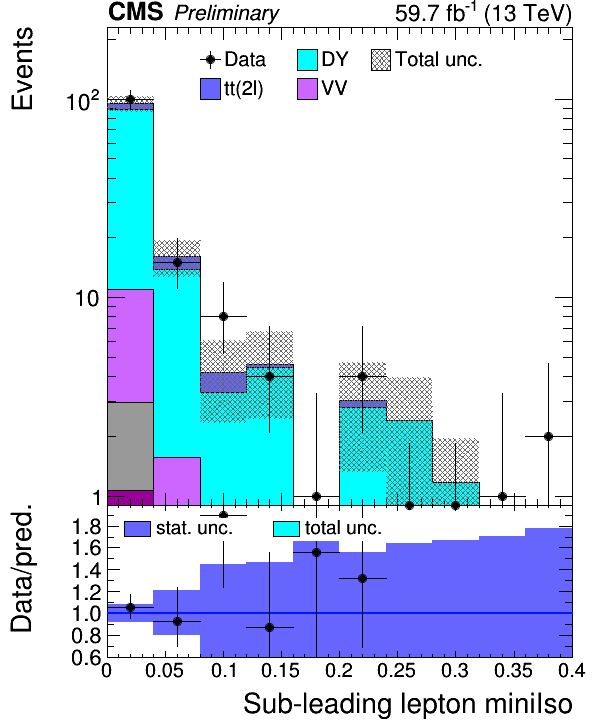 CMS Preliminary 59.7 fb⁻¹ (13 TeV)
Events
Data DY Total unc.
tt(2l) VV
10²
10
1
Data/pred.
stat. unc. total unc.
1.8
1.6
1.4
1.2
1.0
0.8
0.6
0 0.05 0.1 0.15 0.2 0.25 0.3 0.35 0.4
Sub-leading lepton miniIso